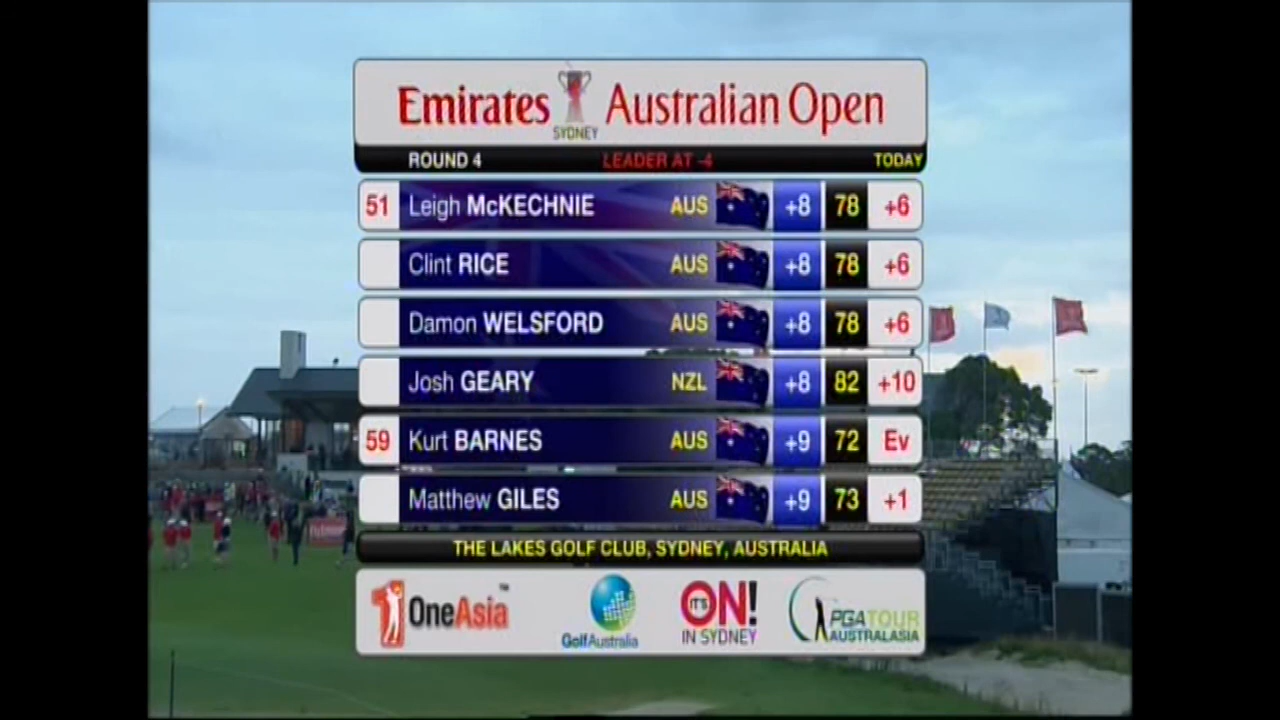 Emirates Australian Open
SYDNEY
ROUND 4 LEADER AT -4 TODAY
51 Leigh McKECHNIE AUS +8 78 +6
Clint RICE AUS +8 78 +6
Damon WELSFORD AUS +8 78 +6
Josh GEARY NZL +8 82 +10
59 Kurt BARNES AUS +9 72 Ev
Matthew GILES AUS +9 73 +1
THE LAKES GOLF CLUB, SYDNEY, AUSTRALIA
1 OneAsia™
GolfAustralia
IT'S ON!
IN SYDNEY
PGA TOUR
AUSTRALASIA